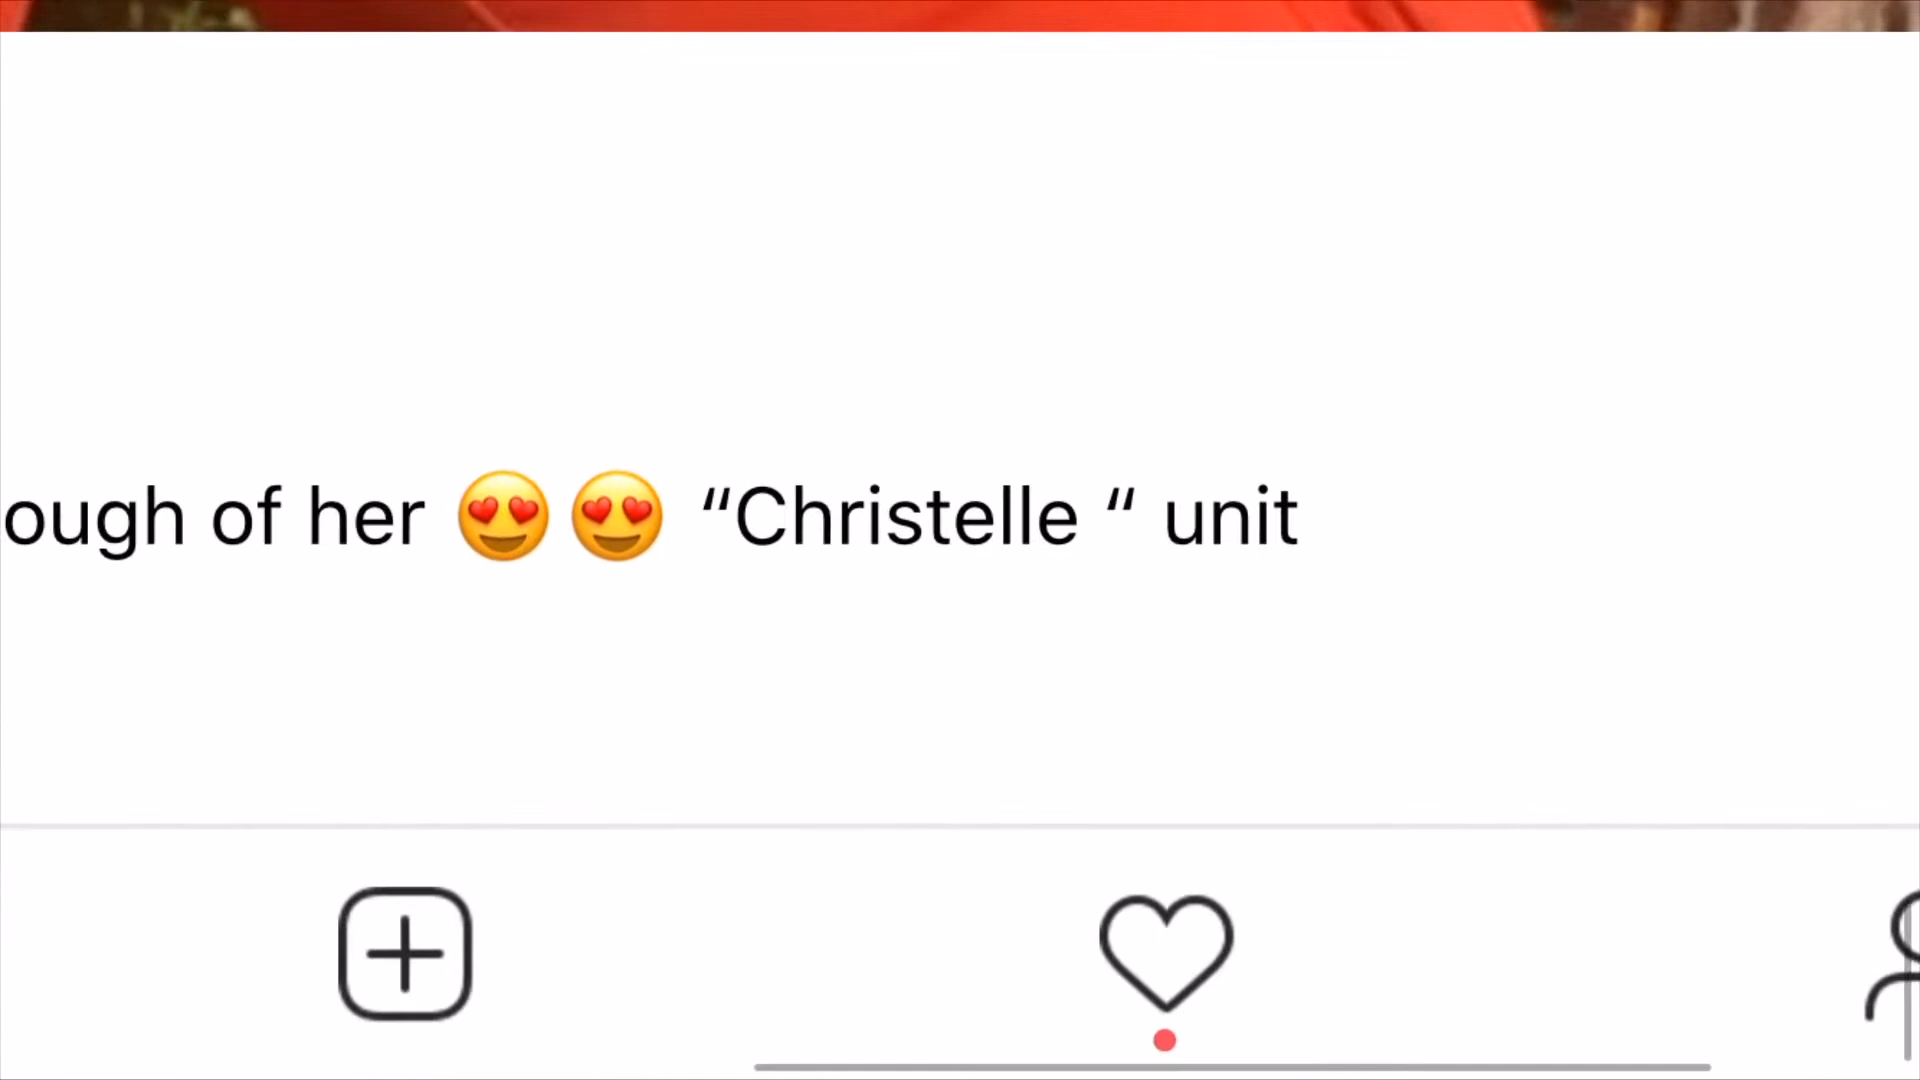 ough of her 😍😍 “Christelle “ unit